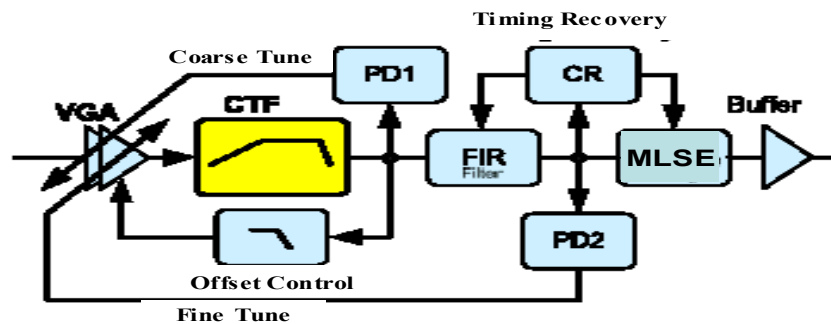 Timing Recovery
Coarse Tune
PD1
CR
VGA
CTF
Buffer
FIR
Filter
MLSE
PD2
Offset Control
Fine Tune